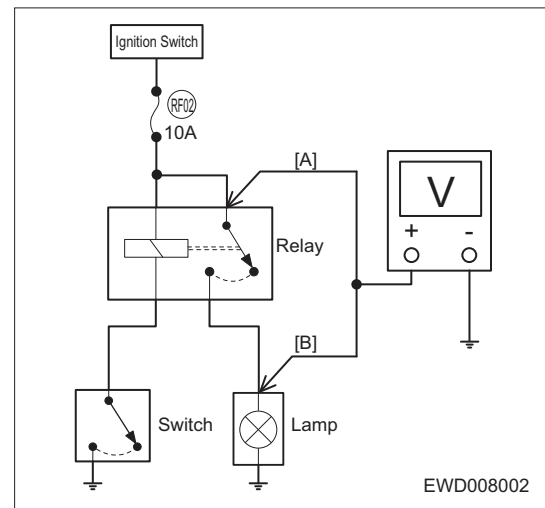 Ignition Switch
RF02
10A
[A]
V
+ -
Relay
[B]
Switch
Lamp
EWD008002